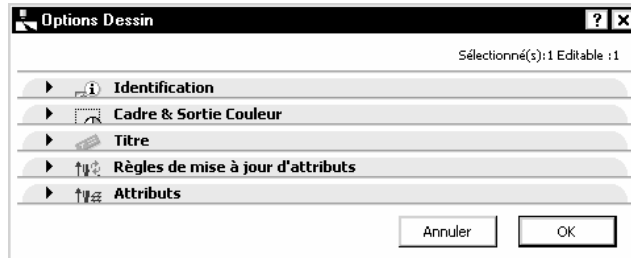 Options Dessin
Sélectionné(s):1 Editable :1
Identification
Cadre & Sortie Couleur
Titre
Règles de mise à jour d'attributs
Attributs
Annuler OK